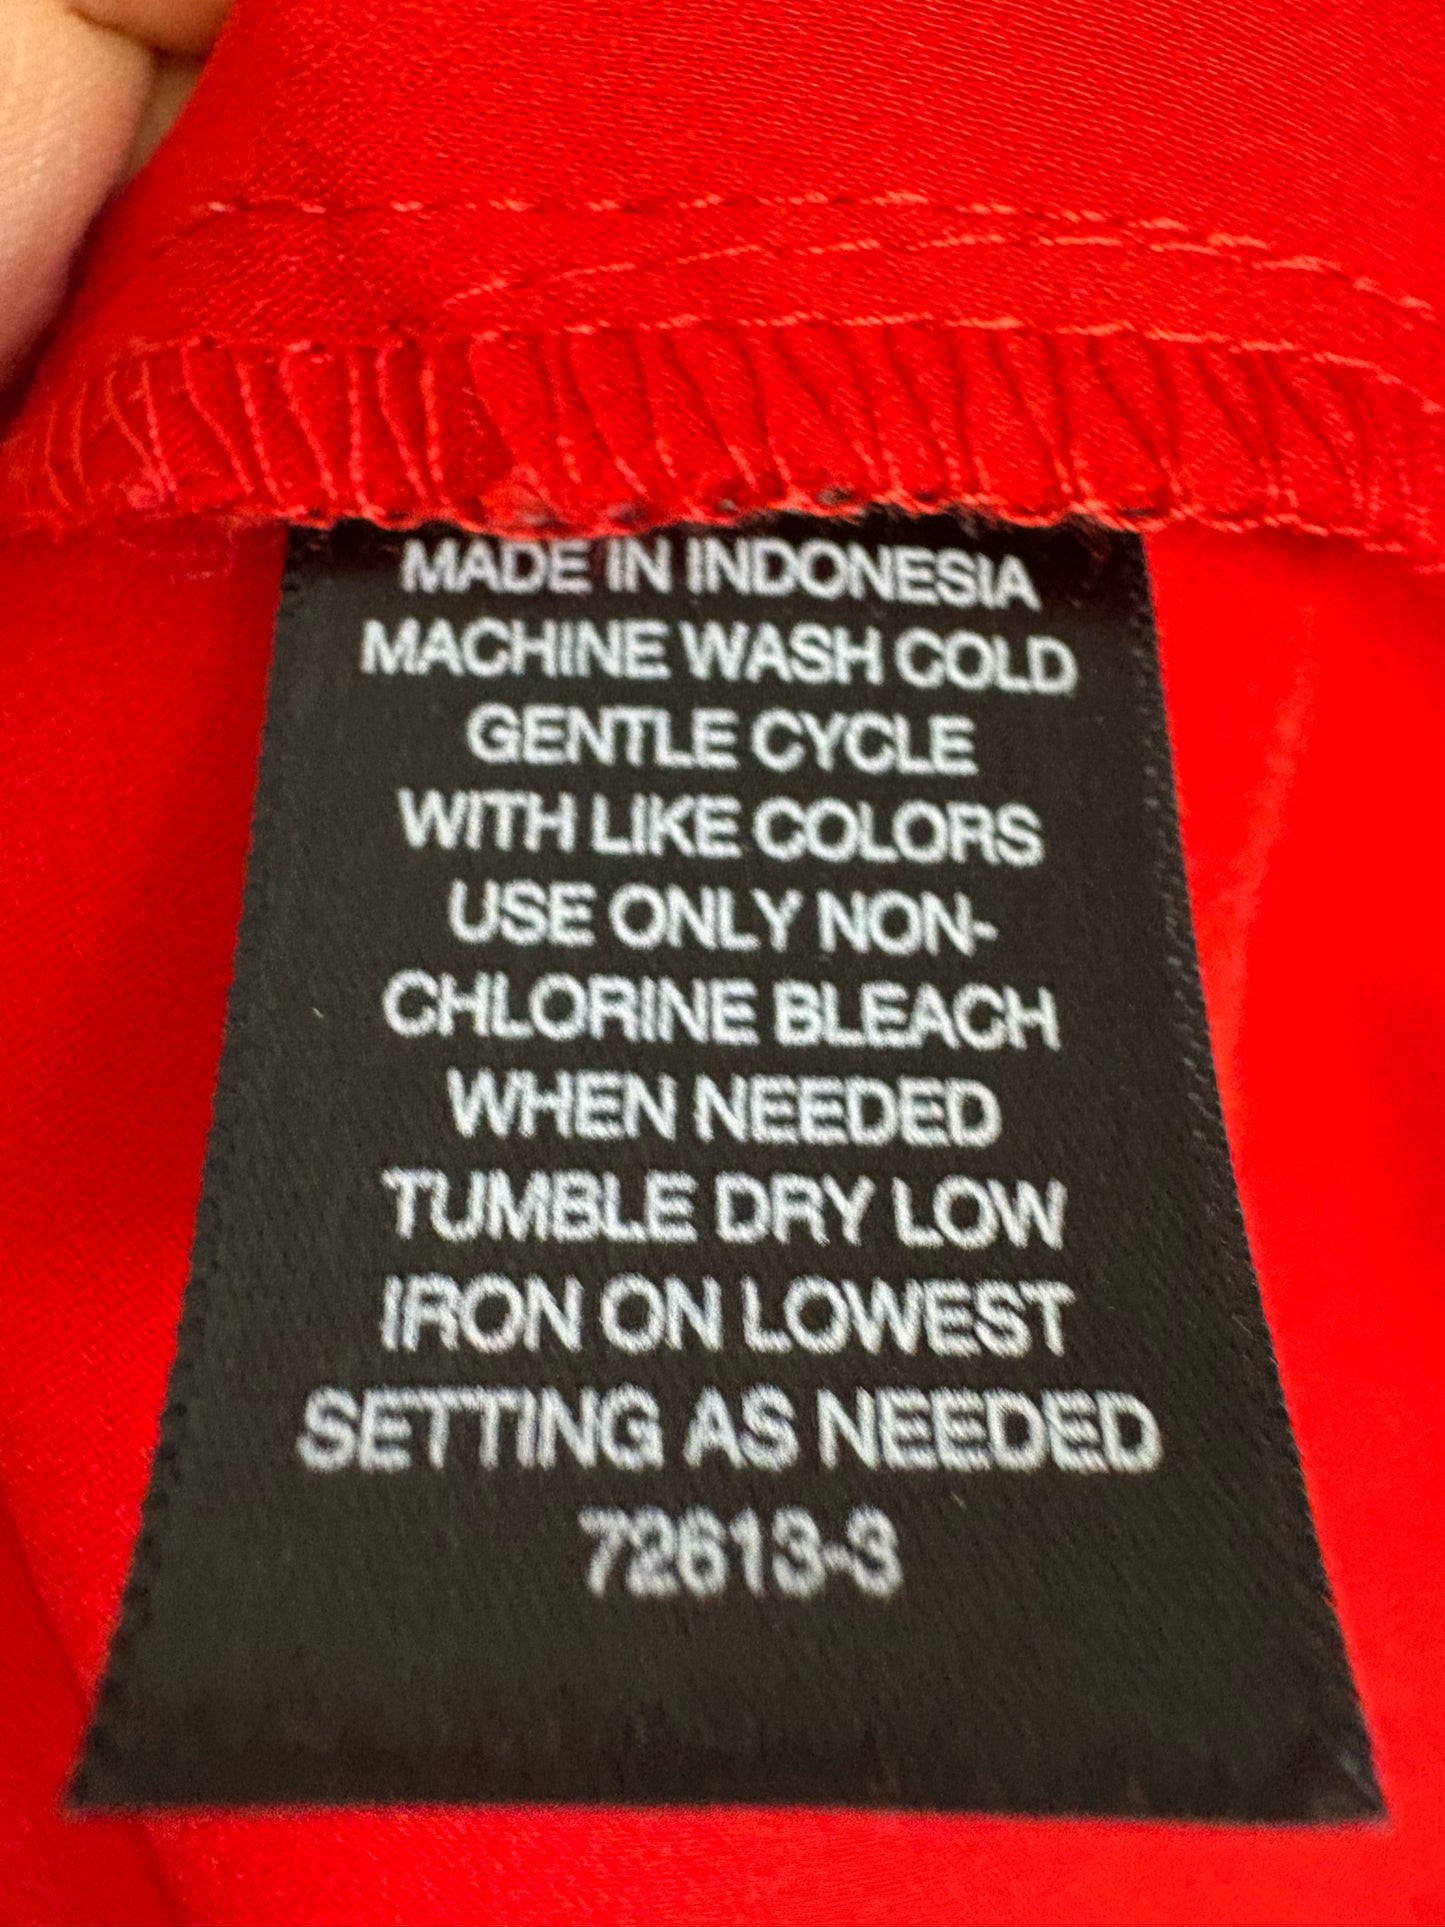 MADE IN INDONESIA
MACHINE WASH COLD
GENTLE CYCLE
WITH LIKE COLORS
USE ONLY NON-
CHLORINE BLEACH
WHEN NEEDED
TUMBLE DRY LOW
IRON ON LOWEST
SETTING AS NEEDED
72613-3